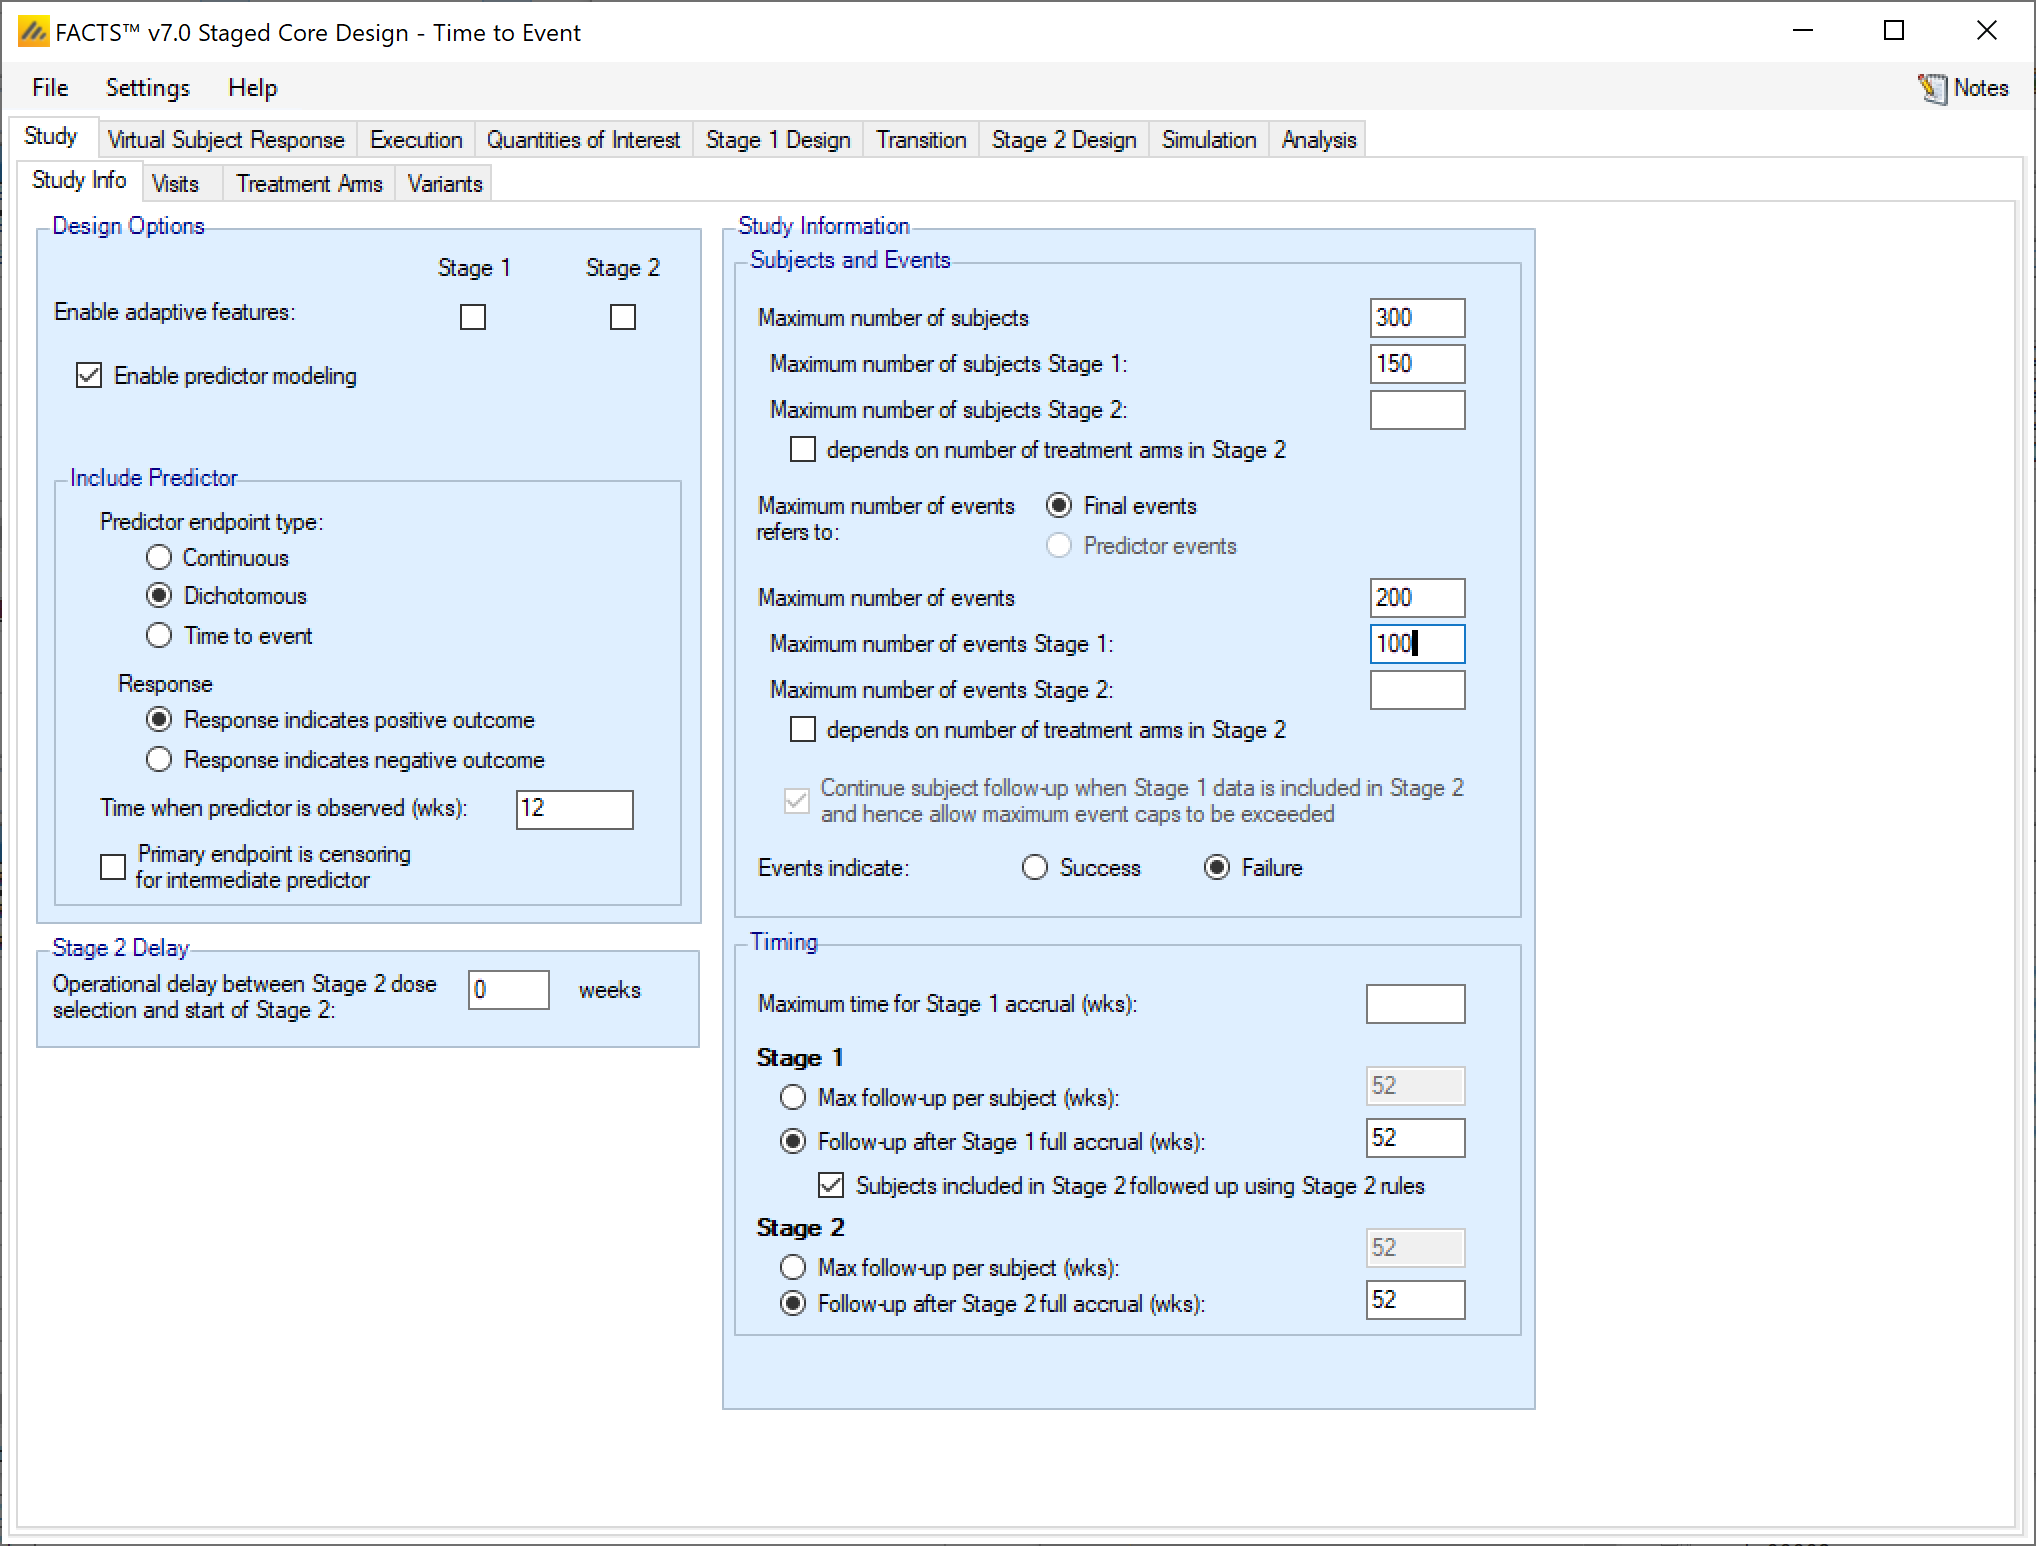 FACTS™ v7.0 Staged Core Design - Time to Event
File Settings Help Notes
Study Virtual Subject Response Execution Quantities of Interest Stage 1 Design Transition Stage 2 Design Simulation Analysis
Study Info Visits Treatment Arms Variants
Design Options
Stage 1 Stage 2
Enable adaptive features:
Enable predictor modeling
Include Predictor
Predictor endpoint type:
Continuous
Dichotomous
Time to event
Response
Response indicates positive outcome
Response indicates negative outcome
Time when predictor is observed (wks): 12
Primary endpoint is censoring
for intermediate predictor
Stage 2 Delay
Operational delay between Stage 2 dose
selection and start of Stage 2: 0 weeks
Study Information
Subjects and Events
Maximum number of subjects 300
Maximum number of subjects Stage 1: 150
Maximum number of subjects Stage 2:
depends on number of treatment arms in Stage 2
Maximum number of events
refers to:
Final events
Predictor events
Maximum number of events 200
Maximum number of events Stage 1: 100
Maximum number of events Stage 2:
depends on number of treatment arms in Stage 2
Continue subject follow-up when Stage 1 data is included in Stage 2
and hence allow maximum event caps to be exceeded
Events indicate: Success Failure
Timing
Maximum time for Stage 1 accrual (wks):
Stage 1
Max follow-up per subject (wks): 52
Follow-up after Stage 1 full accrual (wks): 52
Subjects included in Stage 2 followed up using Stage 2 rules
Stage 2
Max follow-up per subject (wks): 52
Follow-up after Stage 2 full accrual (wks): 52